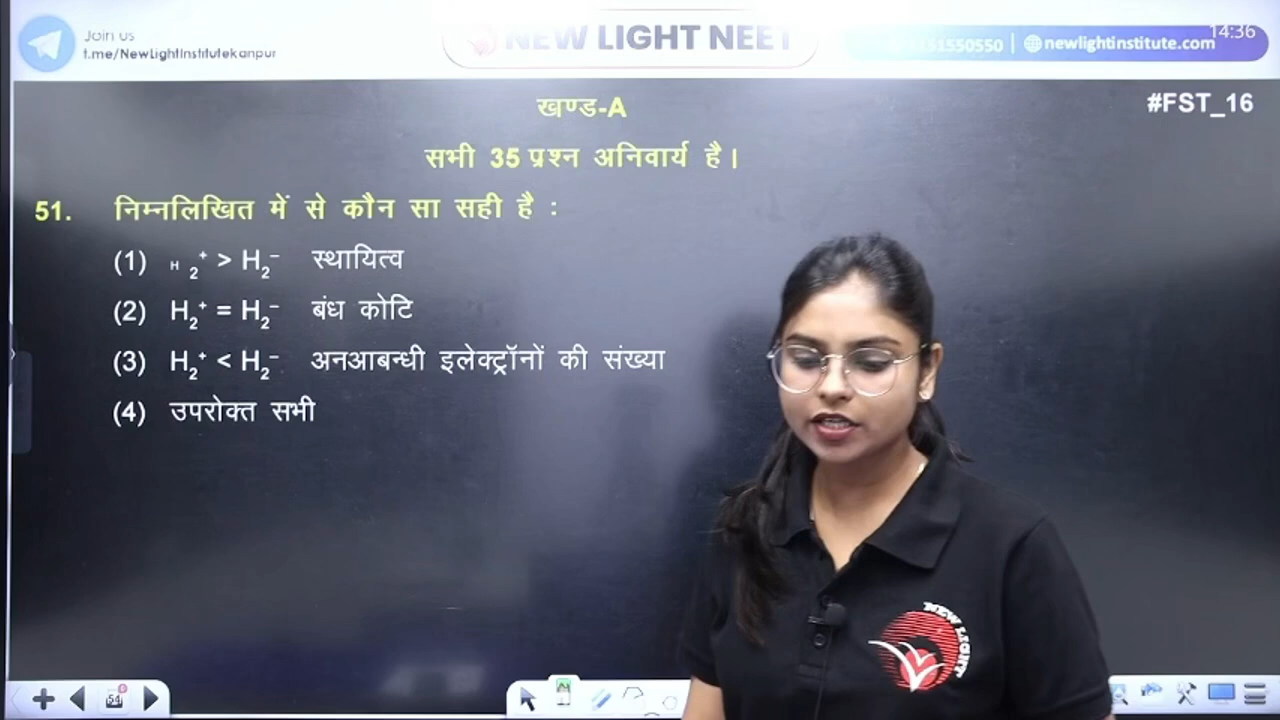 Join us
t.me/NewLightInstitutekanpur
NEW LIGHT NEET
newlightinstitute.com
14:36
#FST_16
खण्ड-A
सभी 35 प्रश्न अनिवार्य है।
51. निम्नलिखित में से कौन सा सही है :
(1) H₂⁺ > H₂⁻ स्थायित्व
(2) H₂⁺ = H₂⁻ बंध कोटि
(3) H₂⁺ < H₂⁻ अनआबन्धी इलेक्ट्रॉनों की संख्या
(4) उपरोक्त सभी
NEW LIGHT